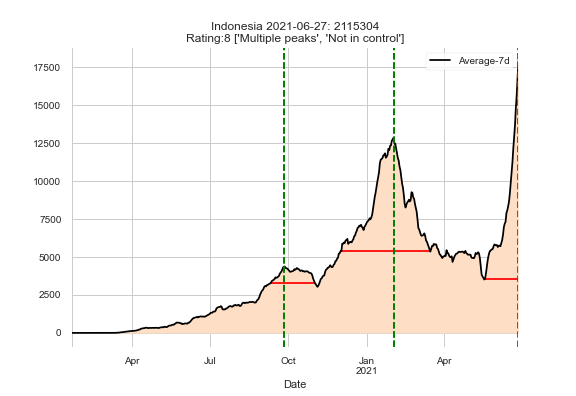 Indonesia 2021-06-27: 2115304
Rating:8 ['Multiple peaks', 'Not in control']
Average-7d
17500
15000
12500
10000
7500
5000
2500
0
Apr
Jul
Oct
Jan
2021
Apr
Date